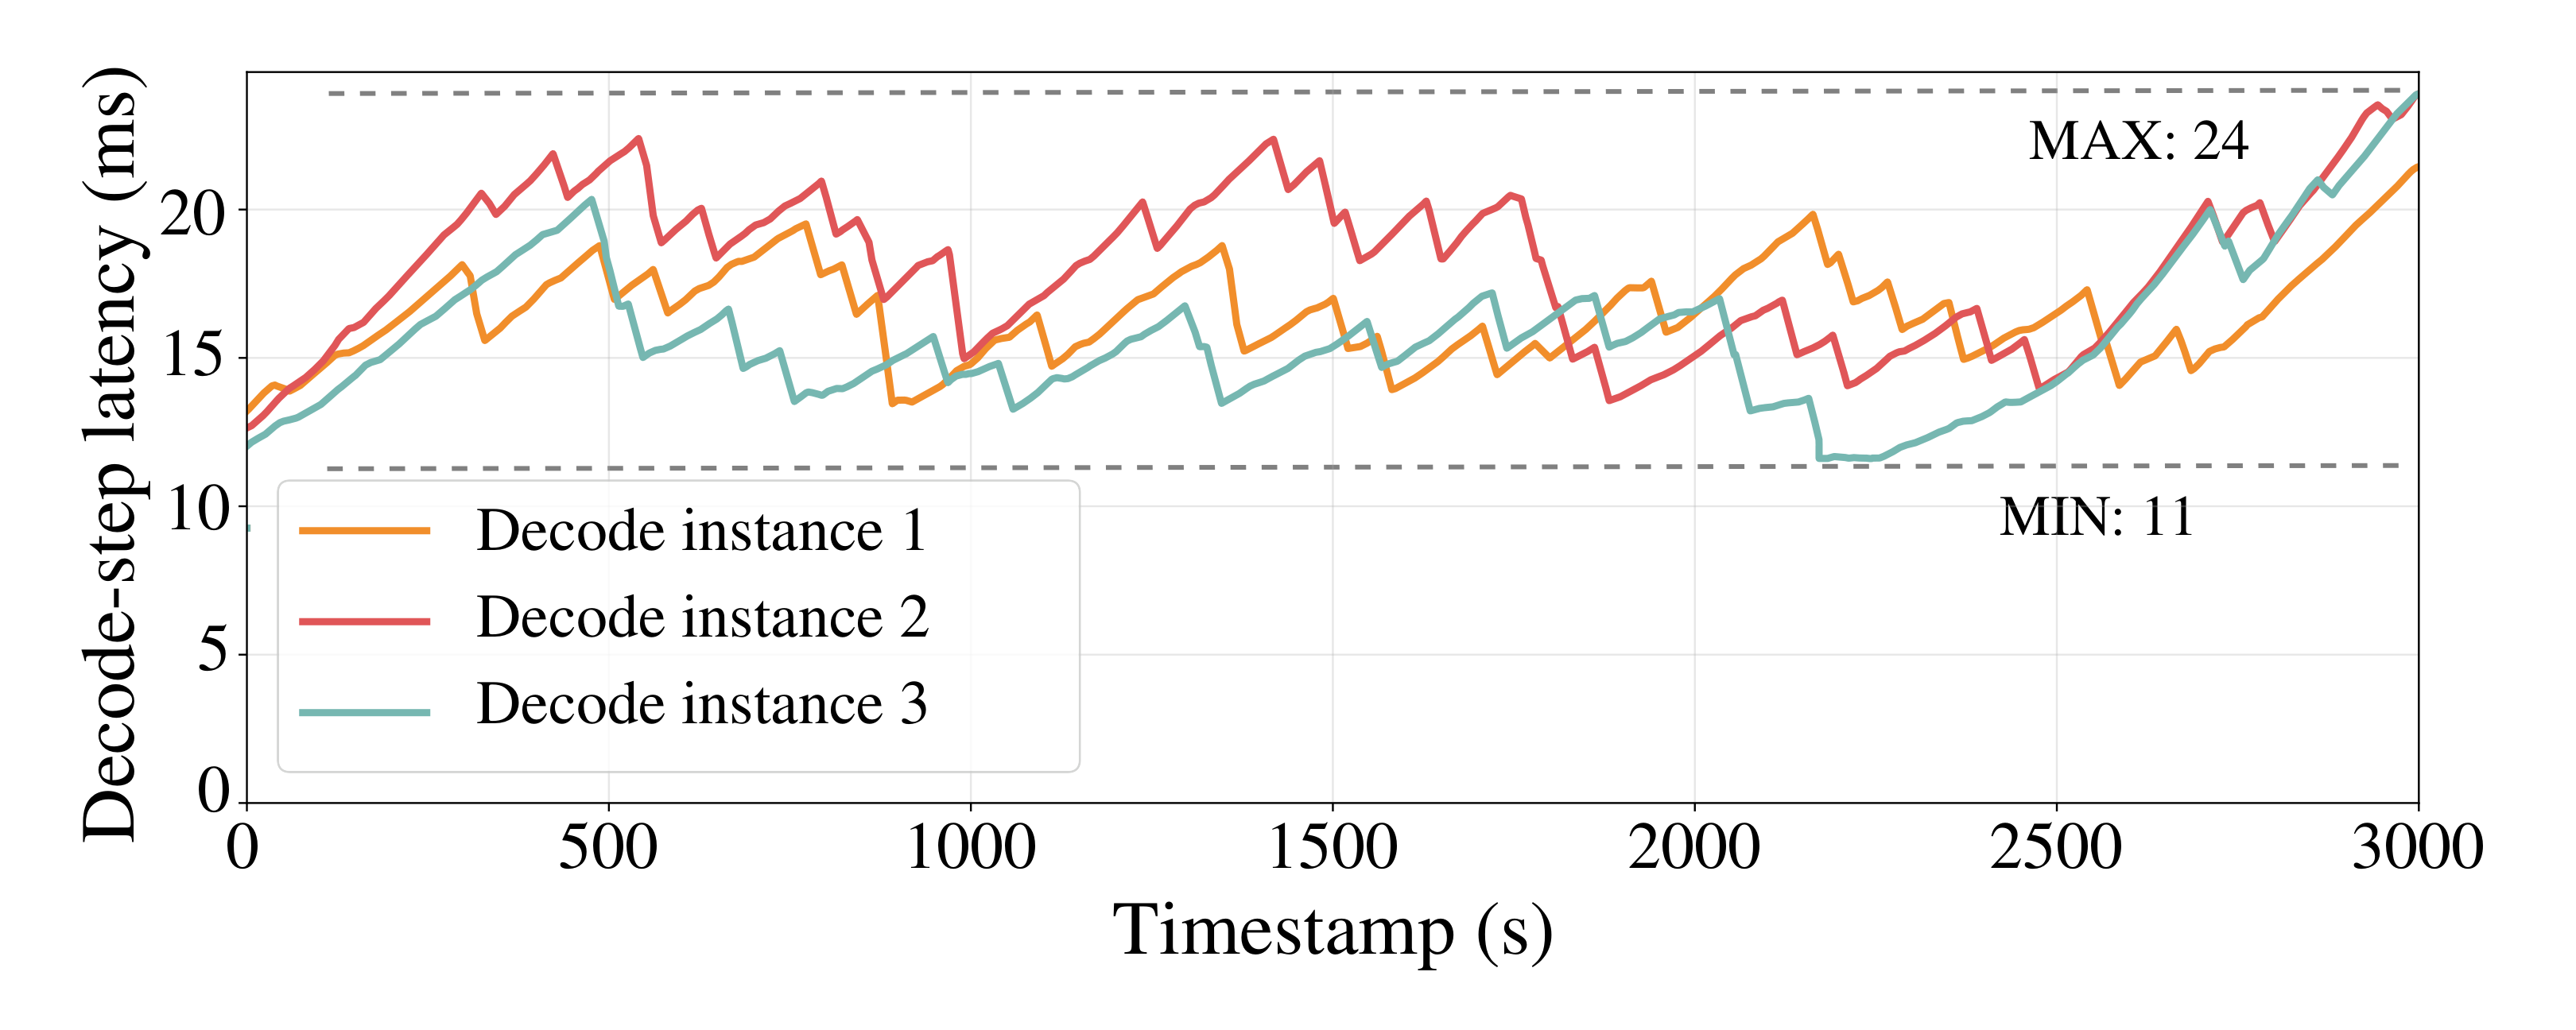 Decode-step latency (ms)
20
15
10
5
0
MAX: 24
MIN: 11
Decode instance 1
Decode instance 2
Decode instance 3
0 500 1000 1500 2000 2500 3000
Timestamp (s)